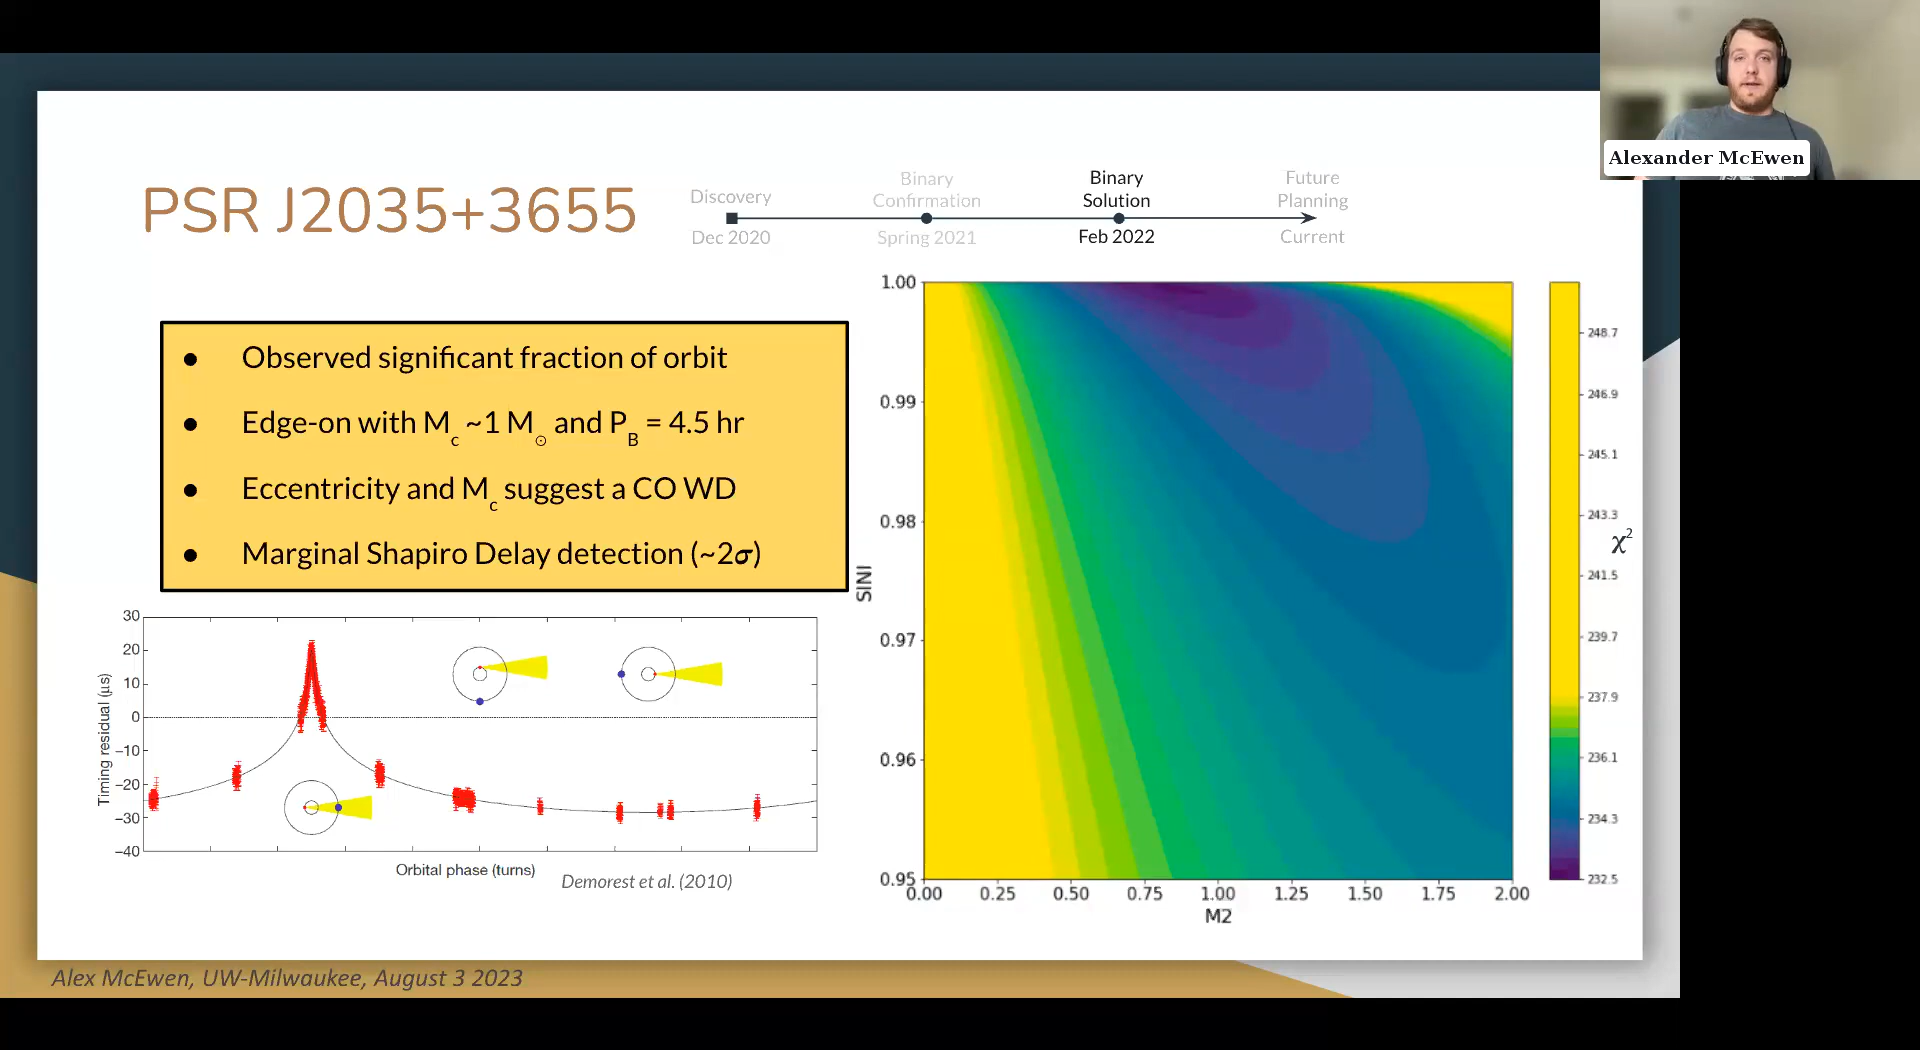 Alexander McEwen
PSR J2035+3655
Discovery
Dec 2020
Binary
Confirmation
Spring 2021
Binary
Solution
Feb 2022
Future
Planning
Current
● Observed significant fraction of orbit
● Edge-on with Mc ~1 M⊙ and PB = 4.5 hr
● Eccentricity and Mc suggest a CO WD
● Marginal Shapiro Delay detection (~2σ)
Timing residual (μs)
30
20
10
0
−10
−20
−30
−40
Orbital phase (turns)
Demorest et al. (2010)
SINI
1.00
0.99
0.98
0.97
0.96
0.95
0.00 0.25 0.50 0.75 1.00 1.25 1.50 1.75 2.00
M2
248.7
246.9
245.1
243.3
241.5
239.7
237.9
236.1
234.3
232.5
χ²
Alex McEwen, UW-Milwaukee, August 3 2023